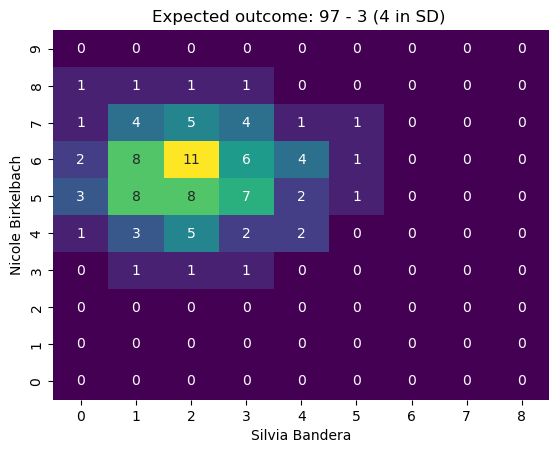 Expected outcome: 97 - 3 (4 in SD)
Nicole Birkelbach
9 0 0 0 0 0 0 0 0 0
8 1 1 1 1 0 0 0 0 0
7 1 4 5 4 1 1 0 0 0
6 2 8 11 6 4 1 0 0 0
5 3 8 8 7 2 1 0 0 0
4 1 3 5 2 2 0 0 0 0
3 0 1 1 1 0 0 0 0 0
2 0 0 0 0 0 0 0 0 0
1 0 0 0 0 0 0 0 0 0
0 0 0 0 0 0 0 0 0 0
0 1 2 3 4 5 6 7 8
Silvia Bandera